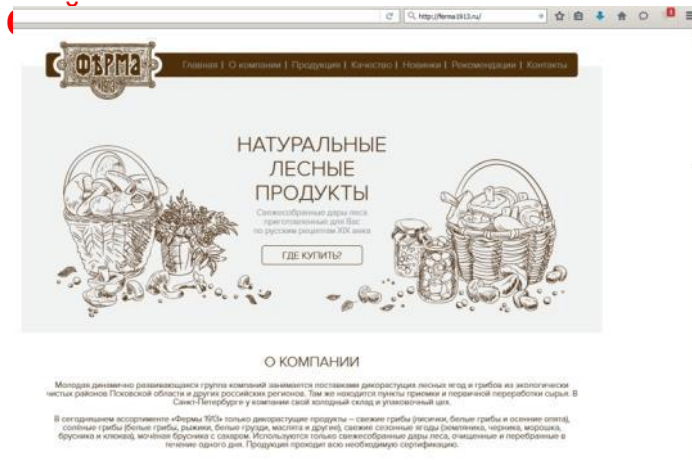 http://ferma1913.ru/
ФѢРМА
1913
Главная | О компании | Продукция | Качество | Новинки | Рекомендации | Контакты
НАТУРАЛЬНЫЕ
ЛЕСНЫЕ
ПРОДУКТЫ
Свежесобранные дары леса
приготовленные для Вас
по русским рецептам XIX века
ГДЕ КУПИТЬ?
О КОМПАНИИ
Молодая динамично развивающаяся группа компаний занимается поставками дикорастущих лесных ягод и грибов из экологически
чистых районов Псковской области и других российских регионов. Там же находится пункты приемки и первичной переработки сырья. В
Санкт-Петербурге у компании свой холодный склад и упаковочный цех.
В сегодняшнем ассортименте «Фермы 1913» только дикорастущие продукты – свежие грибы (лисички, белые грибы и осенние опята),
солёные грибы (белые грибы, рыжики, белые грузди, маслята и другие), свежие сезонные ягоды (земляника, черника, морошка,
брусника и клюква), мочёная брусника с сахаром. Используются только свежесобранные дары леса, очищенные и перебранные в
течение одного дня. Продукция проходит всю необходимую сертификацию.